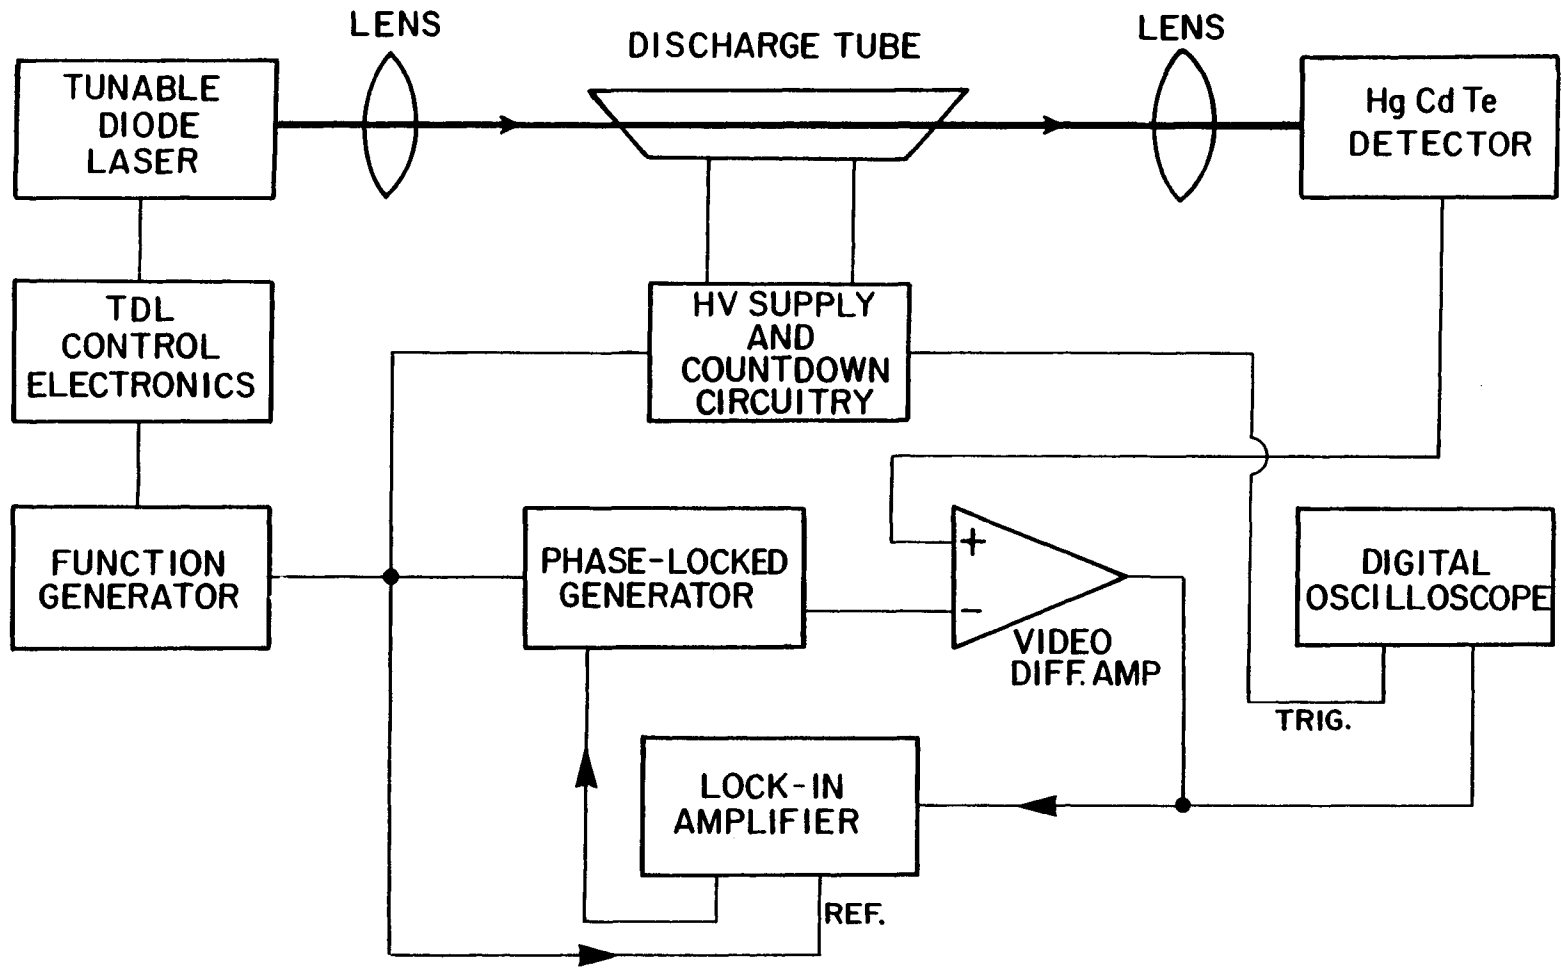 LENS
DISCHARGE TUBE
LENS
TUNABLE
DIODE
LASER
Hg Cd Te
DETECTOR
TDL
CONTROL
ELECTRONICS
HV SUPPLY
AND
COUNTDOWN
CIRCUITRY
FUNCTION
GENERATOR
PHASE-LOCKED
GENERATOR
+
-
VIDEO
DIFF. AMP
DIGITAL
OSCILLOSCOPE
TRIG.
LOCK-IN
AMPLIFIER
REF.